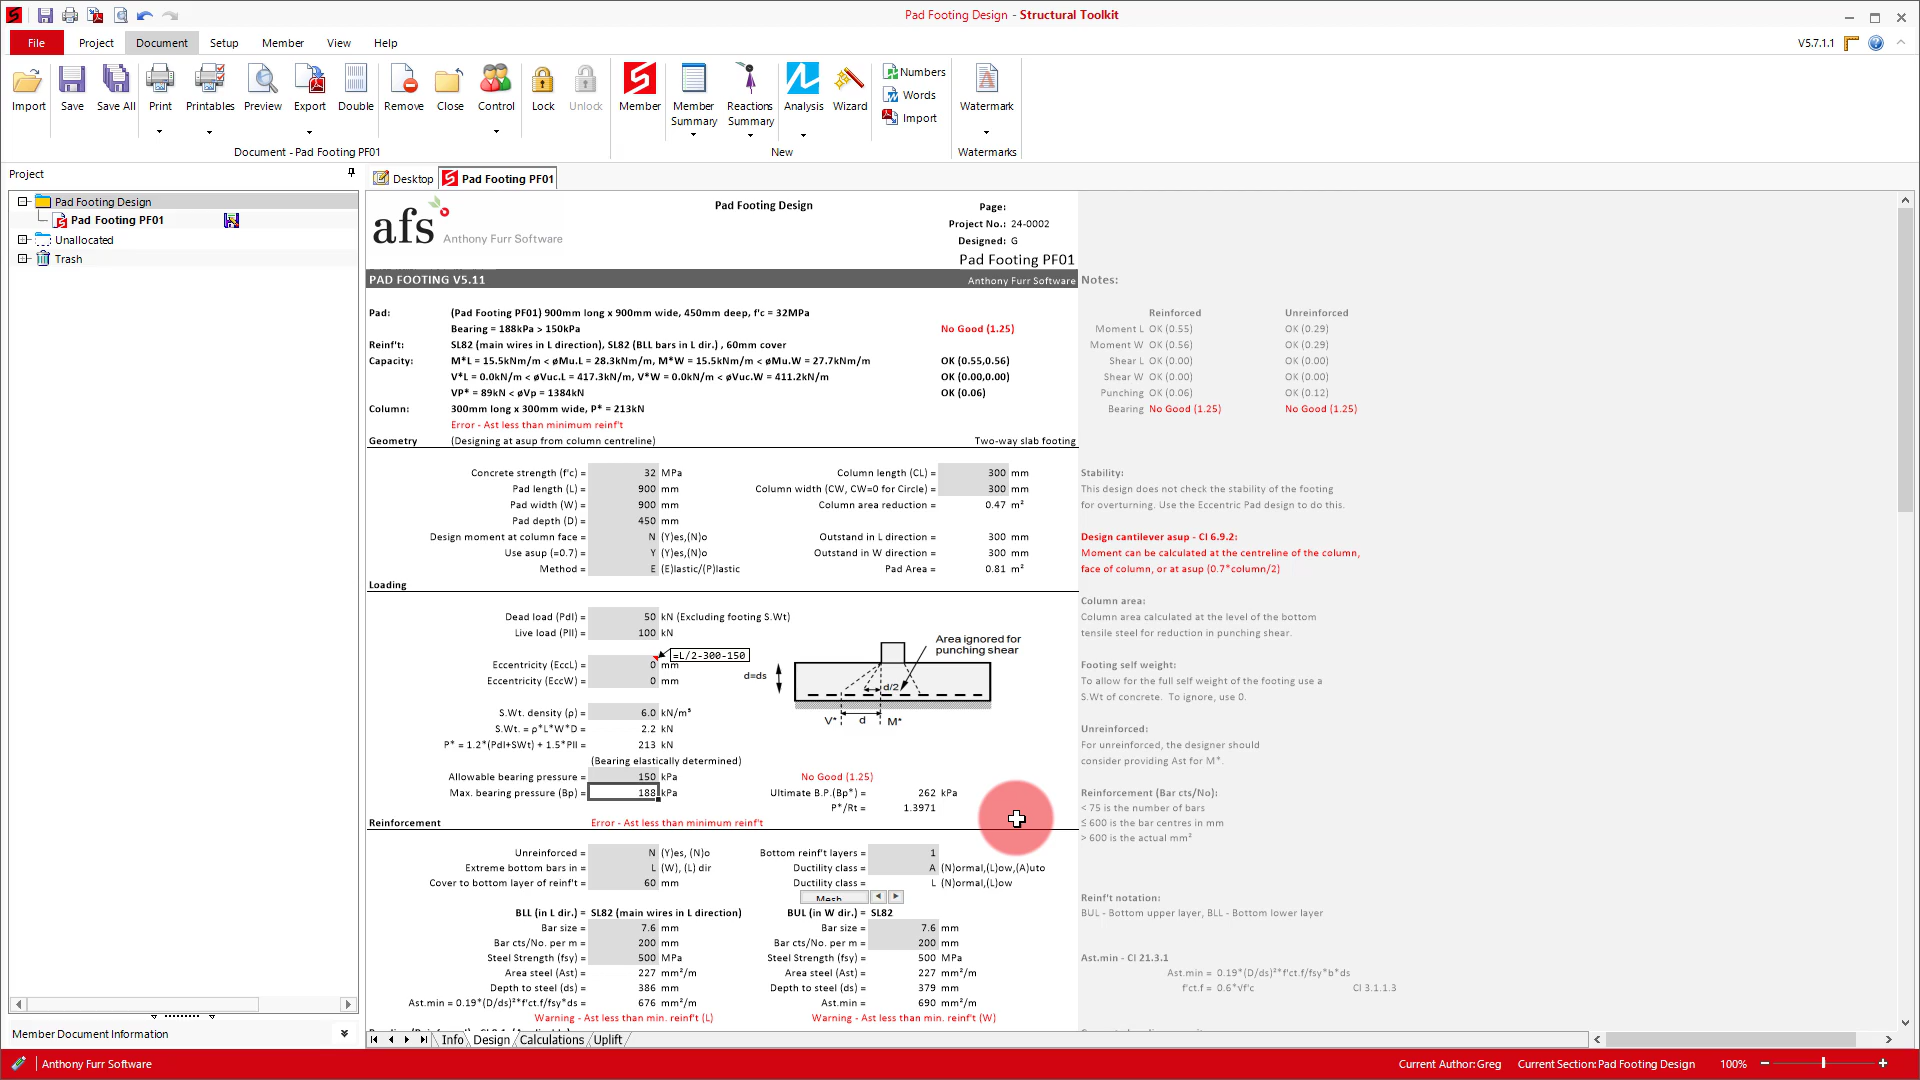 Pad Footing Design - Structural Toolkit
File Project Document Setup Member View Help V5.7.1.1
Import Save Save All Print Printables Preview Export Double Remove Close Control Lock Unlock Member Member Summary Reactions Summary Analysis Wizard Numbers Words Import Watermark
Document - Pad Footing PF01 New Watermarks
Project
Pad Footing Design
Pad Footing PF01
Unallocated
Trash
Member Document Information
Desktop Pad Footing PF01
afs Anthony Furr Software
Pad Footing Design
Page:
Project No.: 24-0002
Designed: G
Pad Footing PF01
PAD FOOTING V5.11 Anthony Furr Software Notes:
Pad: (Pad Footing PF01) 900mm long x 900mm wide, 450mm deep, f'c = 32MPa Reinforced Unreinforced
Bearing = 188kPa > 150kPa No Good (1.25) Moment L OK (0.55) OK (0.29)
Reinf't: SL82 (main wires in L direction), SL82 (BLL bars in L dir.) , 60mm cover Moment W OK (0.56) OK (0.29)
Capacity: M*L = 15.5kNm/m < øMu.L = 28.3kNm/m, M*W = 15.5kNm/m < øMu.W = 27.7kNm/m OK (0.55,0.56) Shear L OK (0.00) OK (0.00)
V*L = 0.0kN/m < øVuc.L = 417.3kN/m, V*W = 0.0kN/m < øVuc.W = 411.2kN/m OK (0.00,0.00) Shear W OK (0.00) OK (0.00)
VP* = 89kN < øVp = 1384kN OK (0.06) Punching OK (0.06) OK (0.12)
Column: 300mm long x 300mm wide, P* = 213kN Bearing No Good (1.25) No Good (1.25)
Error - Ast less than minimum reinf't
Geometry (Designing at asup from column centreline) Two-way slab footing
Concrete strength (f'c) = 32 MPa Column length (CL) = 300 mm Stability:
Pad length (L) = 900 mm Column width (CW, CW=0 for Circle) = 300 mm This design does not check the stability of the footing
Pad width (W) = 900 mm Column area reduction = 0.47 m² for overturning. Use the Eccentric Pad design to do this.
Pad depth (D) = 450 mm
Design moment at column face = N (Y)es,(N)o Outstand in L direction = 300 mm Design cantilever asup - Cl 6.9.2:
Use asup (=0.7) = Y (Y)es,(N)o Outstand in W direction = 300 mm Moment can be calculated at the centreline of the column,
Method = E (E)lastic/(P)lastic Pad Area = 0.81 m² face of column, or at asup (0.7*column/2)
Loading
Column area:
Dead load (Pdl) = 50 kN (Excluding footing S.Wt) Column area calculated at the level of the bottom
Live load (Pll) = 100 kN tensile steel for reduction in punching shear.
Area ignored for punching shear
=L/2-300-150
Eccentricity (EccL) = 0 mm Footing self weight:
d=ds
Eccentricity (EccW) = 0 mm To allow for the full self weight of the footing use a
d/2
S.Wt of concrete. To ignore, use 0.
S.Wt. density (ρ) = 6.0 kN/m³
V* d M*
S.Wt. = ρ*L*W*D = 2.2 kN Unreinforced:
P* = 1.2*(Pdl+SWt) + 1.5*Pll = 213 kN For unreinforced, the designer should
(Bearing elastically determined) consider providing Ast for M*.
Allowable bearing pressure = 150 kPa No Good (1.25)
Max. bearing pressure (Bp) = 188 kPa Ultimate B.P.(Bp*) = 262 kPa Reinforcement (Bar cts/No):
P*/Rt = 1.3971 < 75 is the number of bars
Reinforcement Error - Ast less than minimum reinf't ≤ 600 is the bar centres in mm
> 600 is the actual mm²
Unreinforced = N (Y)es, (N)o Bottom reinf't layers = 1
Extreme bottom bars in = L (W), (L) dir Ductility class = A (N)ormal,(L)ow,(A)uto
Cover to bottom layer of reinf't = 60 mm Ductility class = L (N)ormal,(L)ow
Mesh Reinf't notation:
BLL (in L dir.) = SL82 (main wires in L direction) BUL (in W dir.) = SL82 BUL - Bottom upper layer, BLL - Bottom lower layer
Bar size = 7.6 mm Bar size = 7.6 mm
Bar cts/No. per m = 200 mm Bar cts/No. per m = 200 mm
Steel Strength (fsy) = 500 MPa Steel Strength (fsy) = 500 MPa Ast.min - Cl 21.3.1
Area steel (Ast) = 227 mm²/m Area steel (Ast) = 227 mm²/m Ast.min = 0.19*(D/ds)²*f'ct.f/fsy*b*ds
Depth to steel (ds) = 386 mm Depth to steel (ds) = 379 mm f'ct.f = 0.6*√f'c Cl 3.1.1.3
Ast.min = 0.19*(D/ds)²*f'ct.f/fsy*ds = 676 mm²/m Ast.min = 690 mm²/m
Warning - Ast less than min. reinf't (L) Warning - Ast less than min. reinf't (W)
Info Design Calculations Uplift
Anthony Furr Software Current Author: Greg Current Section: Pad Footing Design 100%